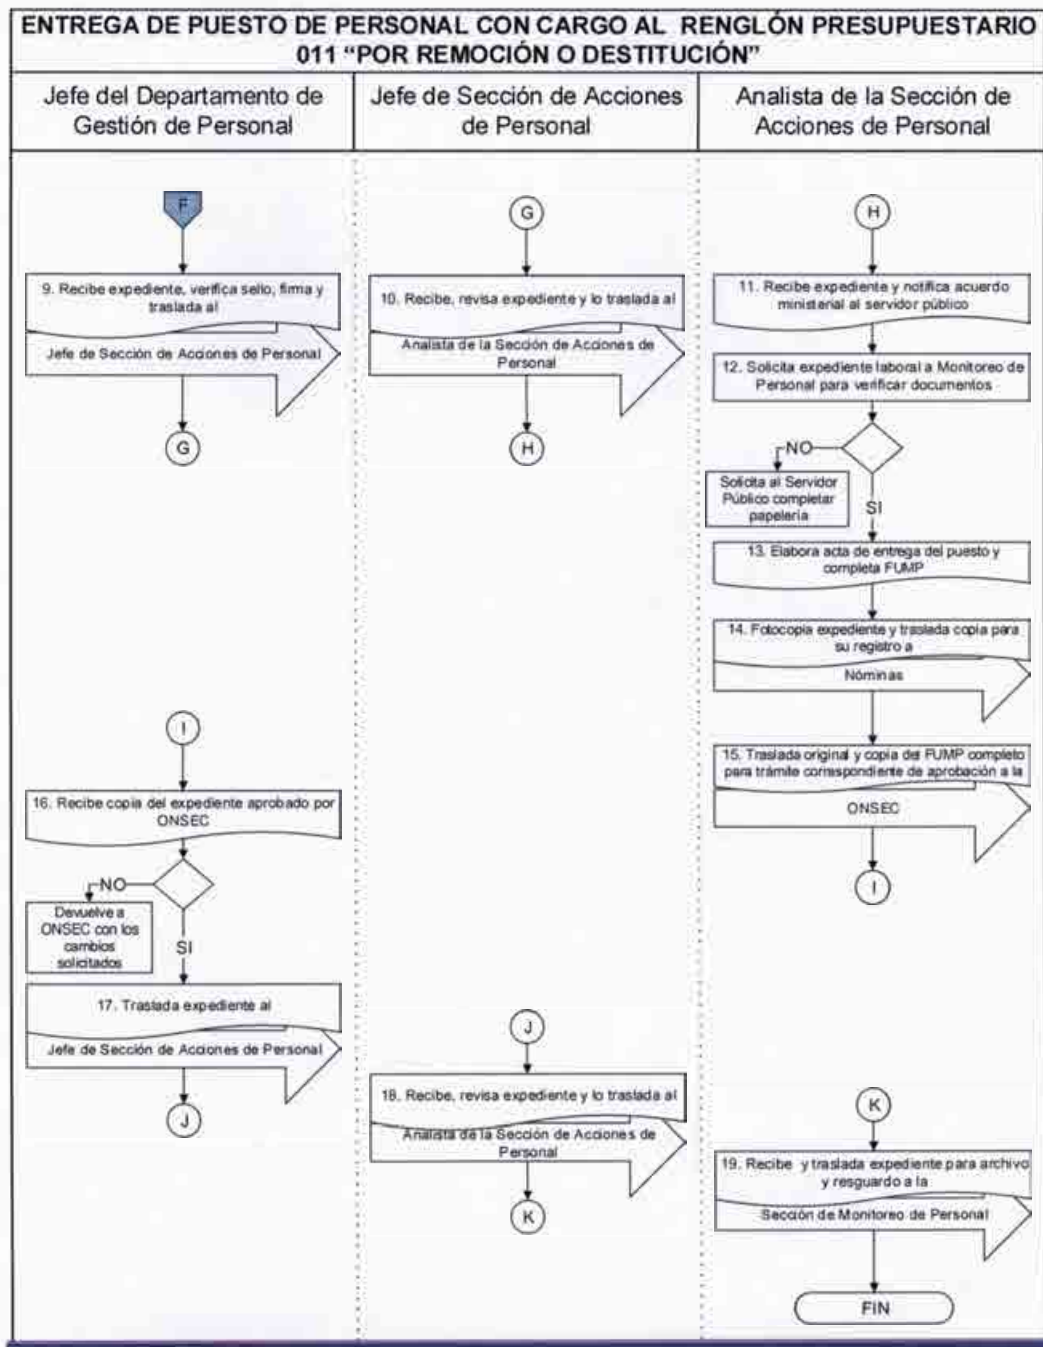 ENTREGA DE PUESTO DE PERSONAL CON CARGO AL RENGLÓN PRESUPUESTARIO
011 “POR REMOCIÓN O DESTITUCIÓN”
Jefe del Departamento de
Gestión de Personal
Jefe de Sección de Acciones
de Personal
Analista de la Sección de
Acciones de Personal
F
9. Recibe expediente, verifica sello, firma y
traslada al
Jefe de Sección de Acciones de Personal
G
G
10. Recibe, revisa expediente y lo traslada al
Analista de la Sección de Acciones de
Personal
H
H
11. Recibe expediente y notifica acuerdo
ministerial al servidor público
12. Solicita expediente laboral a Monitoreo de
Personal para verificar documentos
NO
Solicita al Servidor
Público completar
papelería
SI
13. Elabora acta de entrega del puesto y
completa FUMP
14. Fotocopia expediente y traslada copia para
su registro a
Nóminas
15. Traslada original y copia del FUMP completo
para trámite correspondiente de aprobación a la
ONSEC
I
I
16. Recibe copia del expediente aprobado por
ONSEC
NO
Devuelve a
ONSEC con los
cambios
solicitados
SI
17. Traslada expediente al
Jefe de Sección de Acciones de Personal
J
J
18. Recibe, revisa expediente y lo traslada al
Analista de la Sección de Acciones de
Personal
K
K
19. Recibe y traslada expediente para archivo
y resguardo a la
Sección de Monitoreo de Personal
FIN